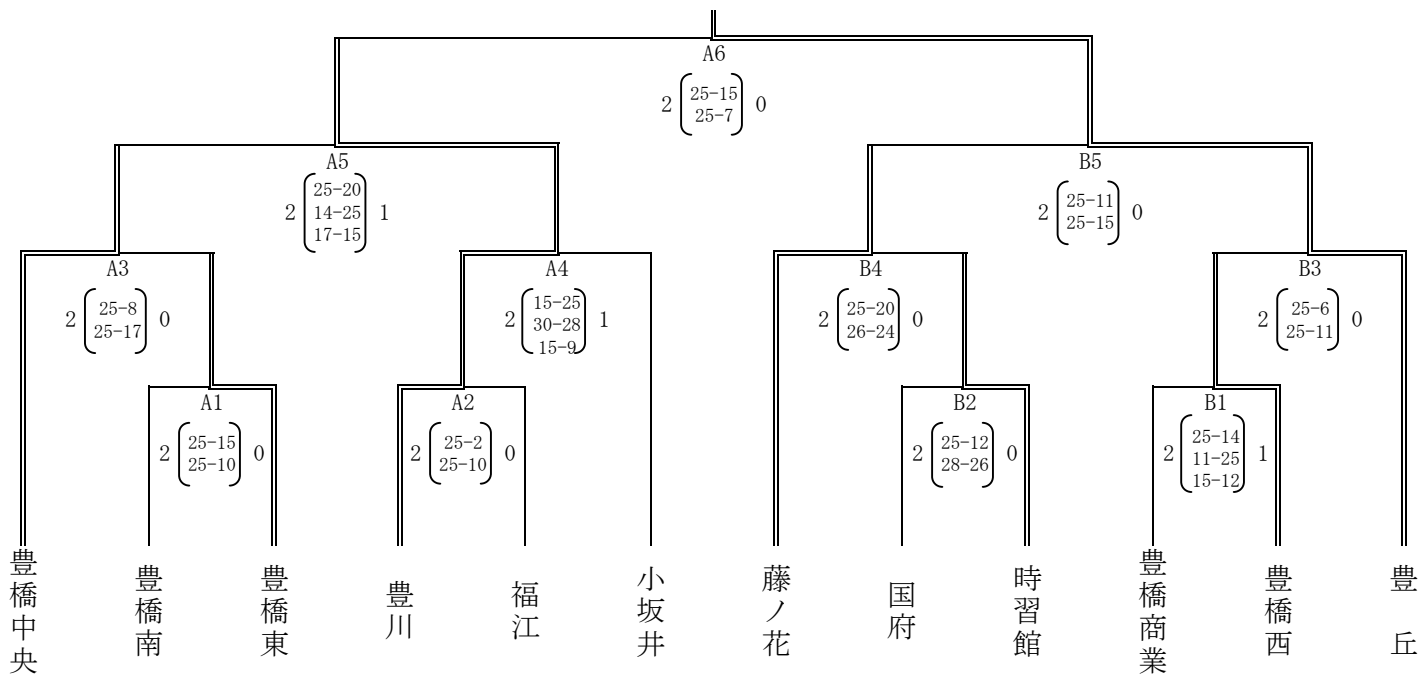 A6
2 25-15 0
25-7
A5
25-20
2 14-25 1
17-15
B5
2 25-11 0
25-15
A3
2 25-8 0
25-17
A4
15-25
2 30-28 1
15-9
B4
2 25-20 0
26-24
B3
2 25-6 0
25-11
A1
2 25-15 0
25-10
A2
2 25-2 0
25-10
B2
2 25-12 0
28-26
B1
25-14
2 11-25 1
15-12
豊橋中央
豊橋南
豊橋東
豊川
福江
小坂井
藤ノ花
国府
時習館
豊橋商業
豊橋西
豊 丘